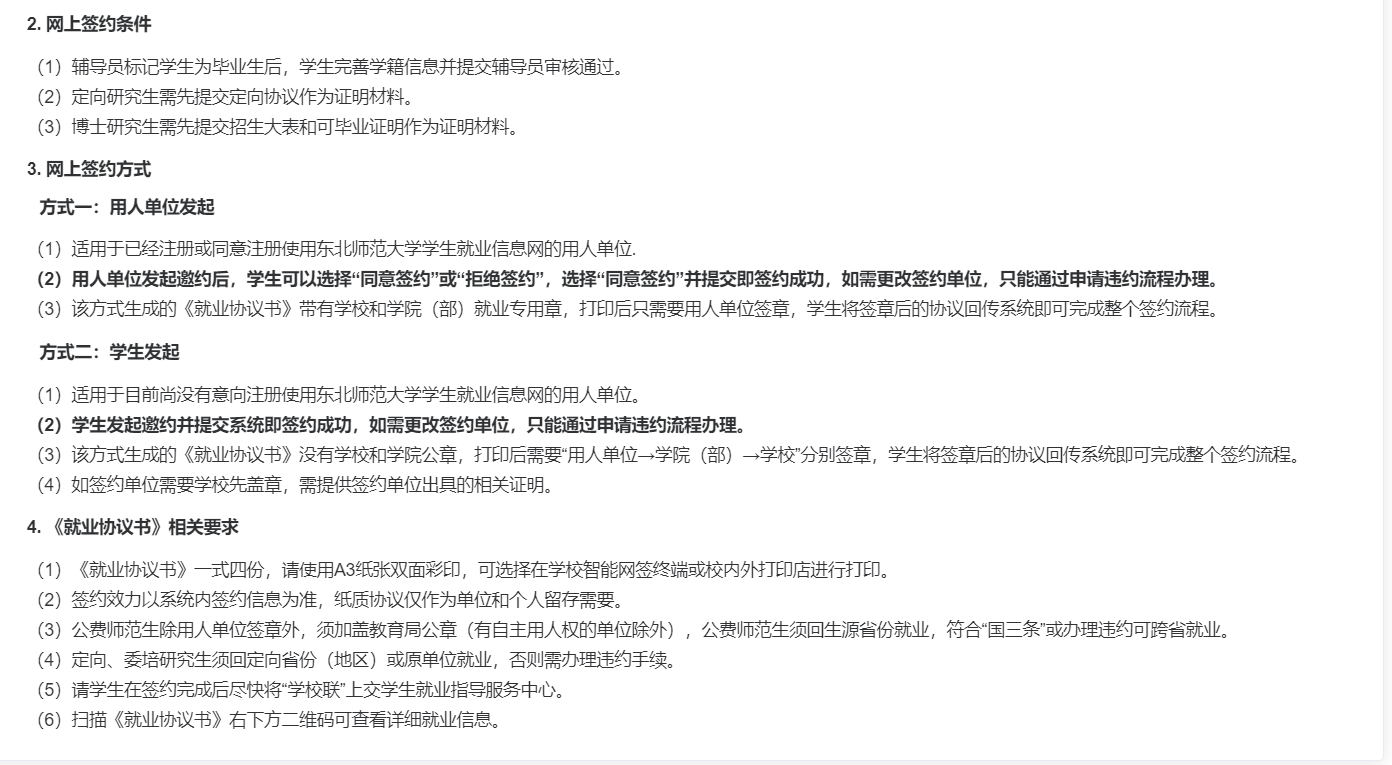 2. 网上签约条件
（1）辅导员标记学生为毕业生后，学生完善学籍信息并提交辅导员审核通过。
（2）定向研究生需先提交定向协议作为证明材料。
（3）博士研究生需先提交招生大表和可毕业证明作为证明材料。
3. 网上签约方式
方式一：用人单位发起
（1）适用于已经注册或同意注册使用东北师范大学学生就业信息网的用人单位.
（2）用人单位发起邀约后，学生可以选择“同意签约”或“拒绝签约”，选择“同意签约”并提交即签约成功，如需更改签约单位，只能通过申请违约流程办理。
（3）该方式生成的《就业协议书》带有学校和学院（部）就业专用章，打印后只需要用人单位签章，学生将签章后的协议回传系统即可完成整个签约流程。
方式二：学生发起
（1）适用于目前尚没有意向注册使用东北师范大学学生就业信息网的用人单位。
（2）学生发起邀约并提交系统即签约成功，如需更改签约单位，只能通过申请违约流程办理。
（3）该方式生成的《就业协议书》没有学校和学院公章，打印后需要“用人单位→学院（部）→学校”分别签章，学生将签章后的协议回传系统即可完成整个签约流程。
（4）如签约单位需要学校先盖章，需提供签约单位出具的相关证明。
4. 《就业协议书》相关要求
（1）《就业协议书》一式四份，请使用A3纸张双面彩印，可选择在学校智能网签终端或校内外打印店进行打印。
（2）签约效力以系统内签约信息为准，纸质协议仅作为单位和个人留存需要。
（3）公费师范生除用人单位签章外，须加盖教育局公章（有自主用人权的单位除外），公费师范生须回生源省份就业，符合“国三条”或办理违约可跨省就业。
（4）定向、委培研究生须回定向省份（地区）或原单位就业，否则需办理违约手续。
（5）请学生在签约完成后尽快将“学校联”上交学生就业指导服务中心。
（6）扫描《就业协议书》右下方二维码可查看详细就业信息。